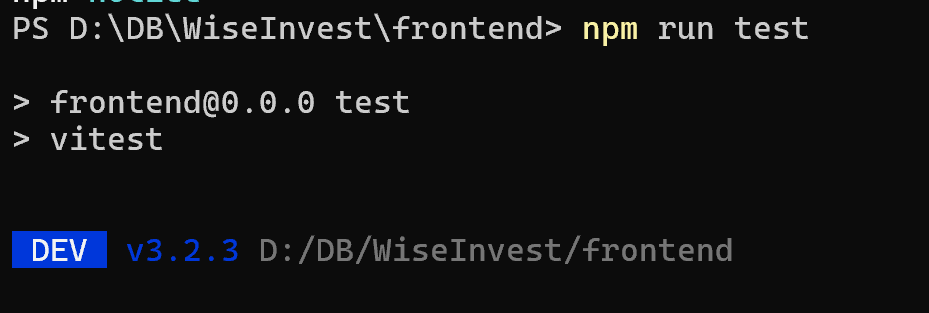 PS D:\DB\WiseInvest\frontend> npm run test
> frontend@0.0.0 test
> vitest
DEV v3.2.3 D:/DB/WiseInvest/frontend